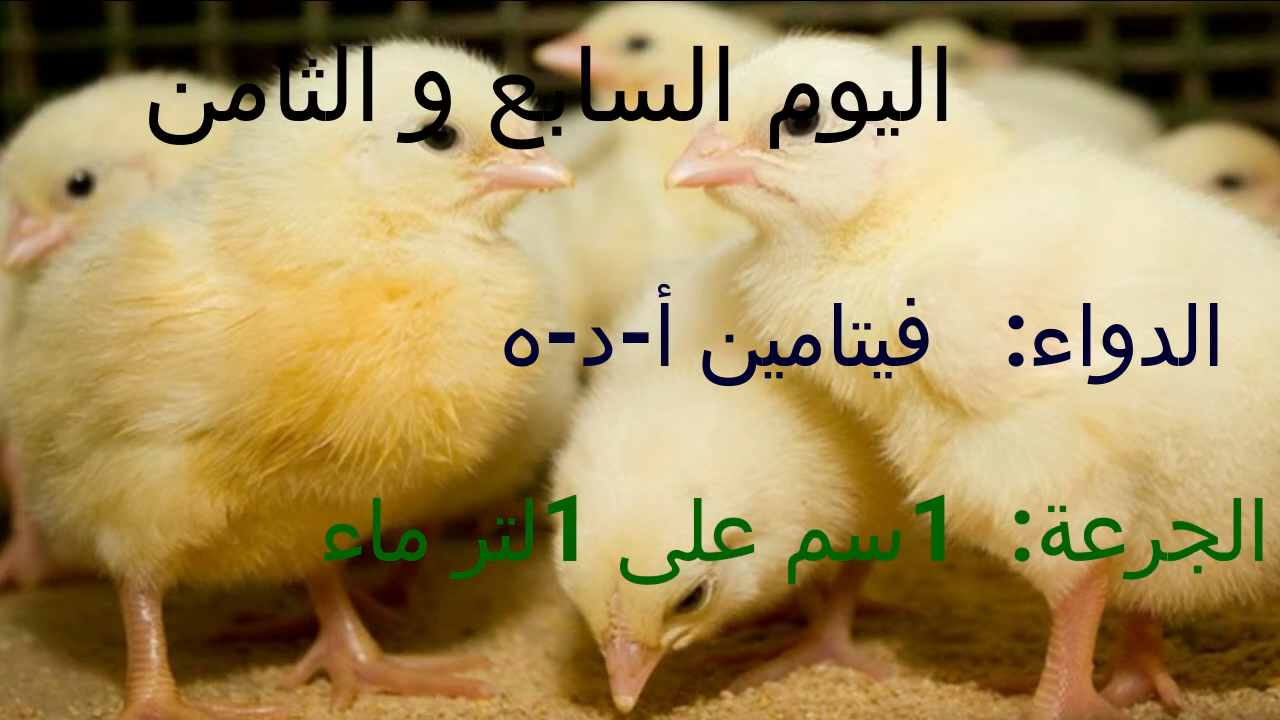 اليوم السابع و الثامن
الدواء: فيتامين أ-د-ه
الجرعة: 1سم على 1لتر ماء